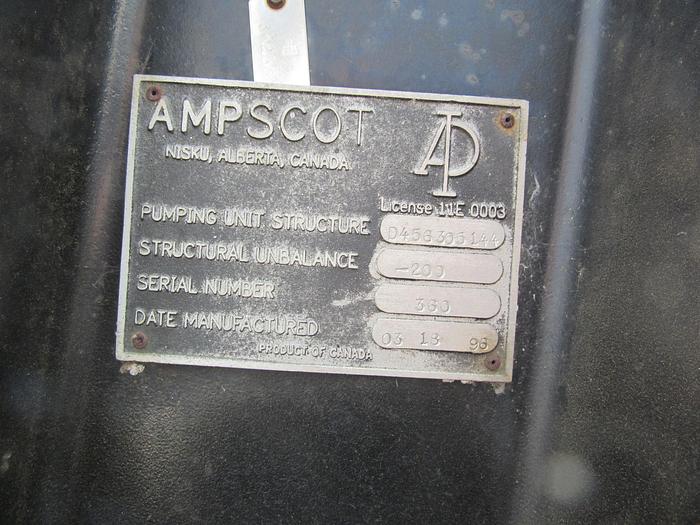 AMPSCOT
NISKU, ALBERTA, CANADA
API
License 11E 0003
PUMPING UNIT STRUCTURE D456305144
STRUCTURAL UNBALANCE -200
SERIAL NUMBER 360
DATE MANUFACTURED 03 13 96
PRODUCT OF CANADA